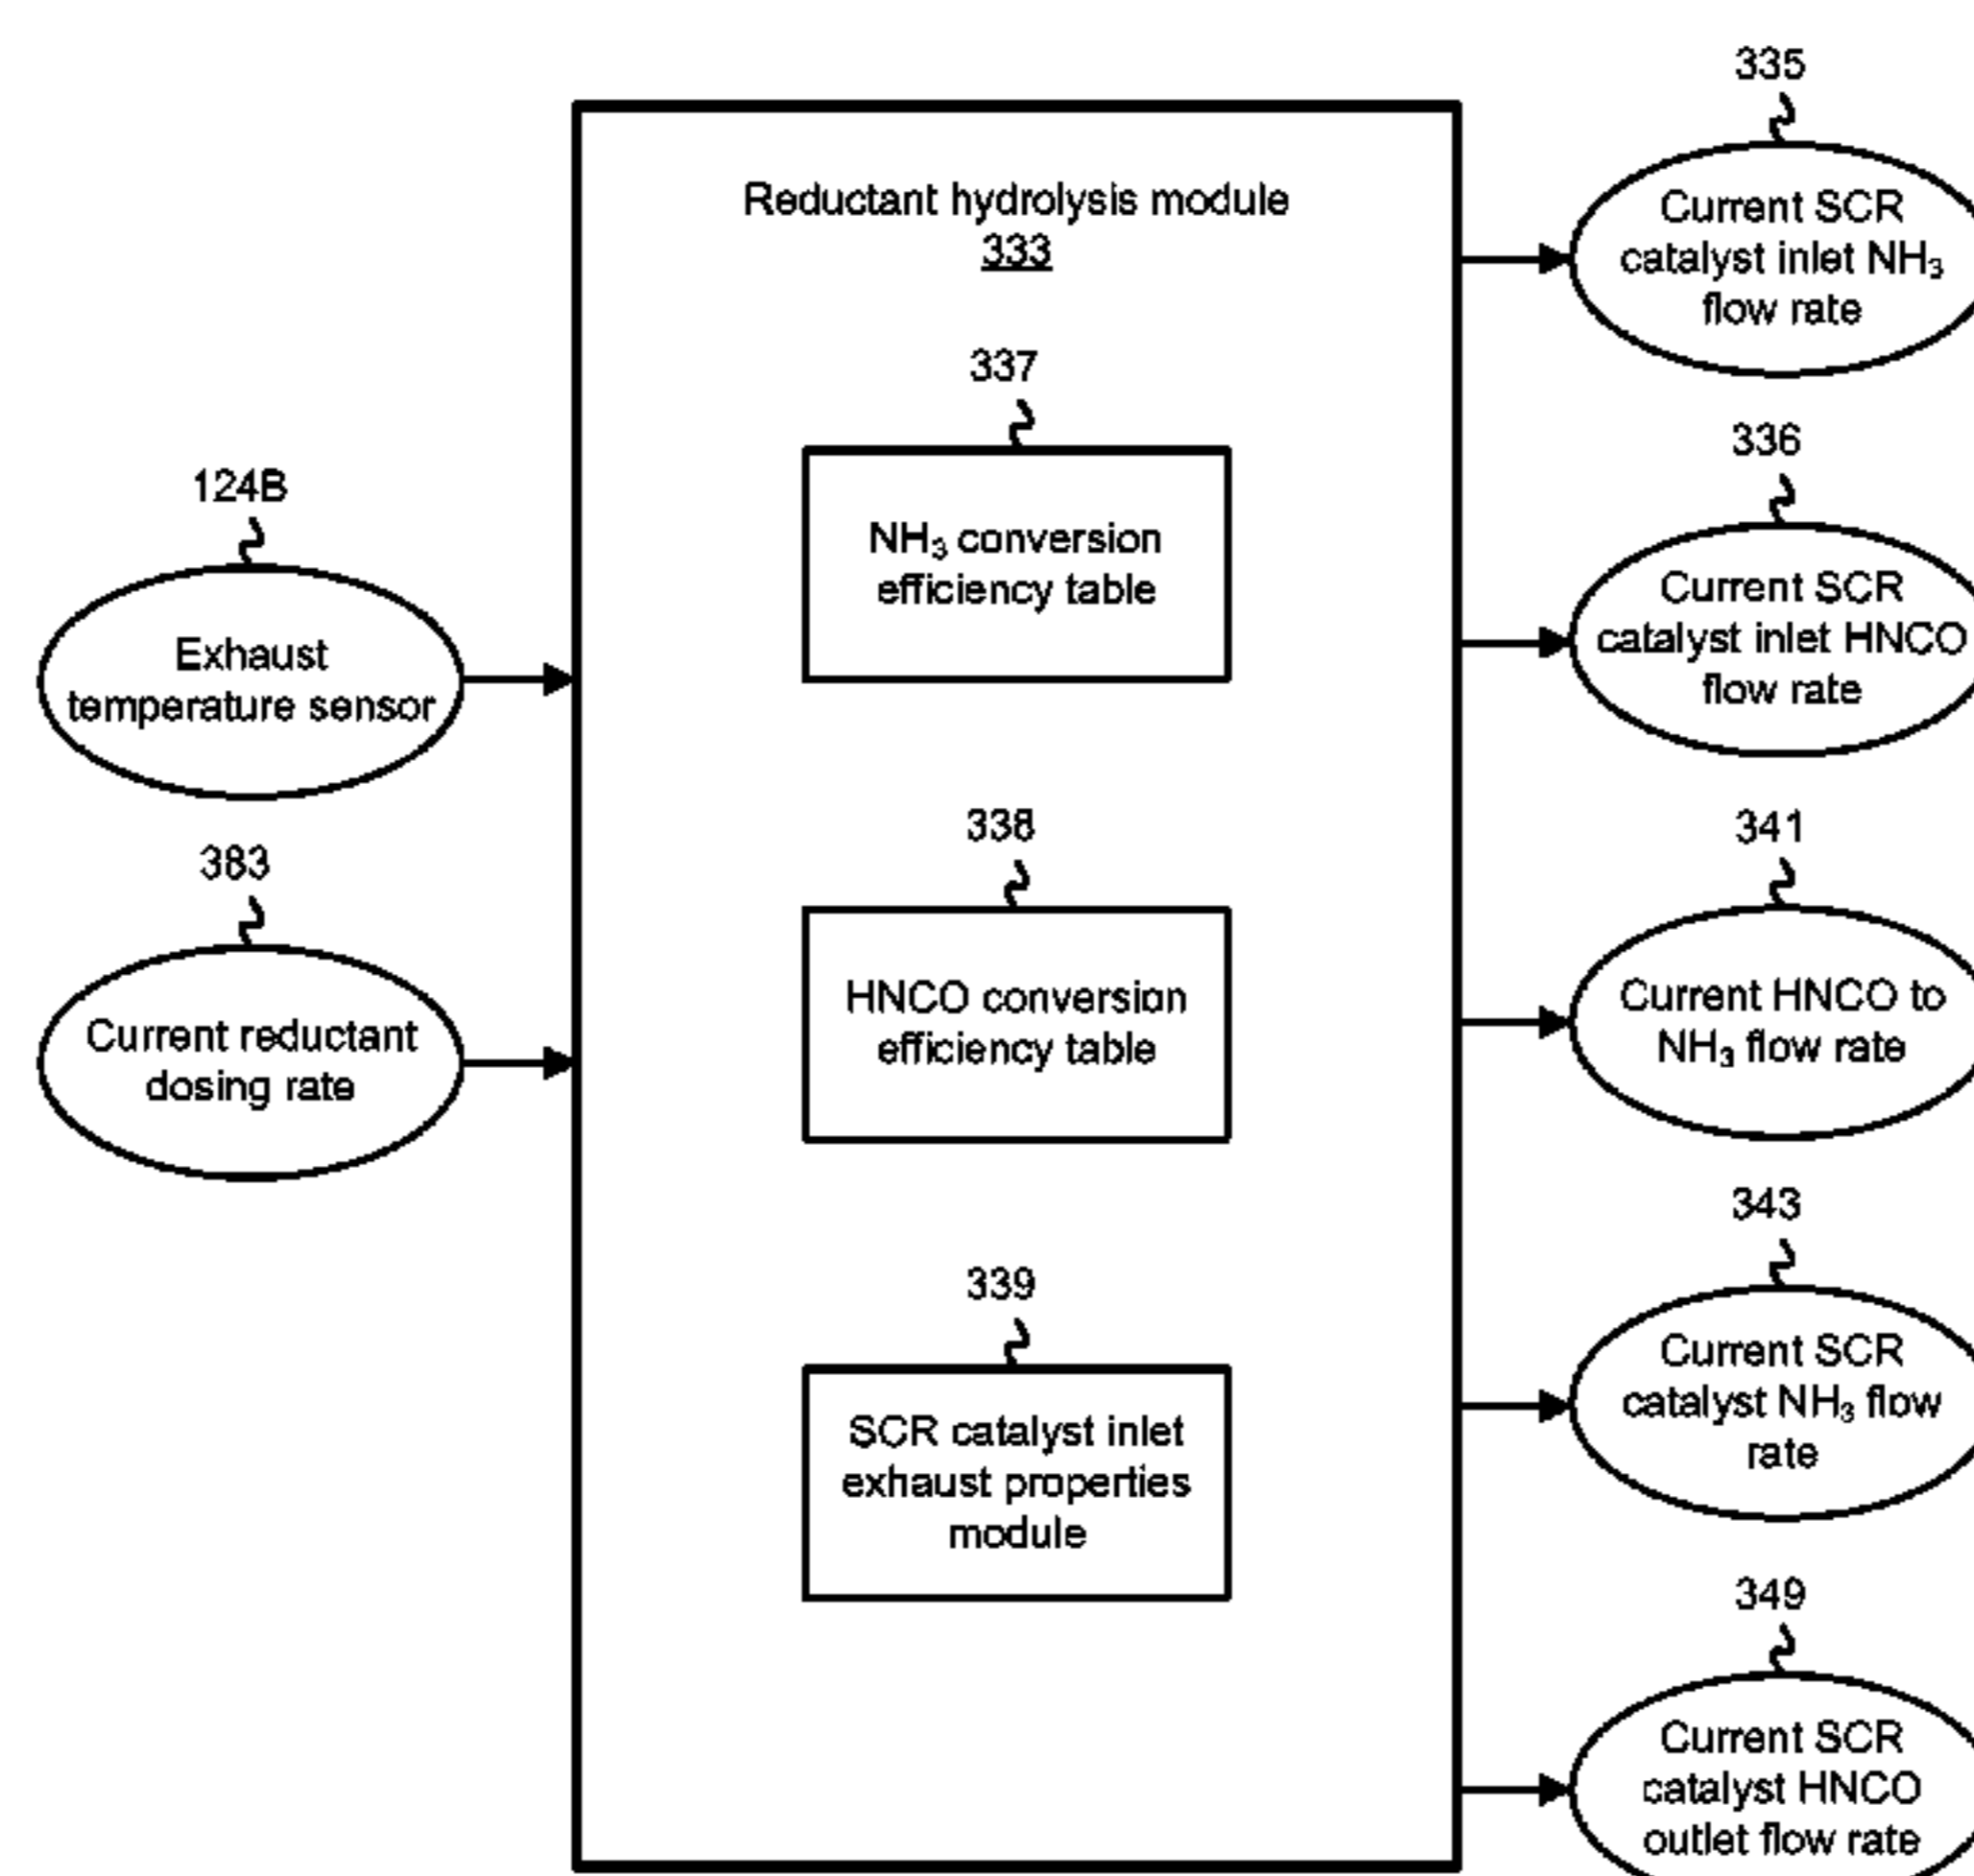 124B
Exhaust
temperature sensor
383
Current reductant
dosing rate
Reductant hydrolysis module
333
337
NH₃ conversion
efficiency table
338
HNCO conversion
efficiency table
339
SCR catalyst inlet
exhaust properties
module
335
Current SCR
catalyst inlet NH₃
flow rate
336
Current SCR
catalyst inlet HNCO
flow rate
341
Current HNCO to
NH₃ flow rate
343
Current SCR
catalyst NH₃ flow
rate
349
Current SCR
catalyst HNCO
outlet flow rate